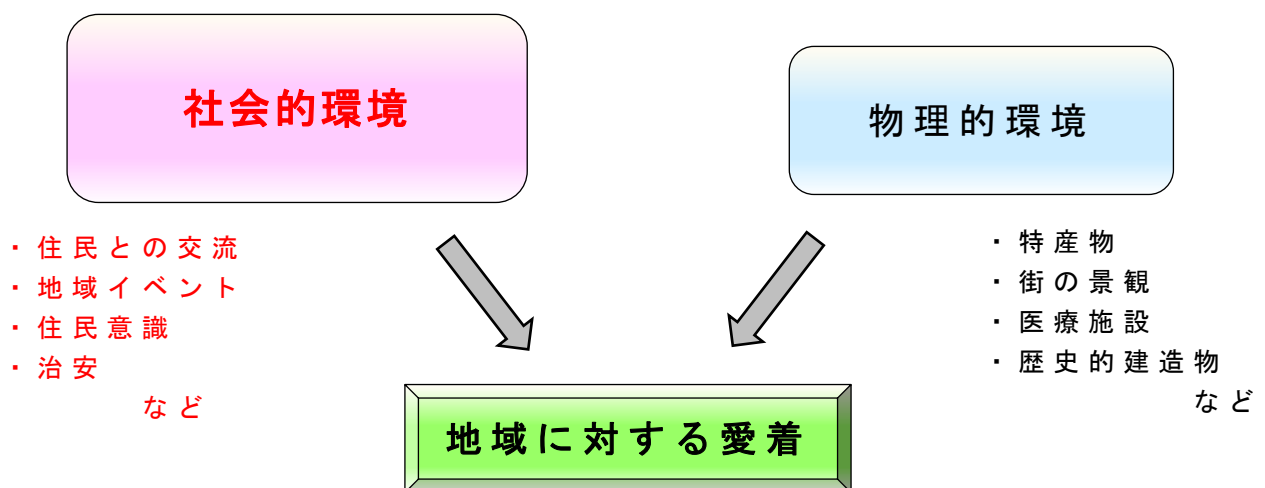 社会的環境
物理的環境
・住民との交流
・地域イベント
・住民意識
・治安
など
・特産物
・街の景観
・医療施設
・歴史的建造物
など
地域に対する愛着